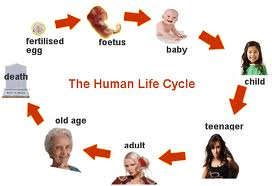 fertilised
egg
foetus
baby
child
teenager
adult
old age
death
The Human Life Cycle